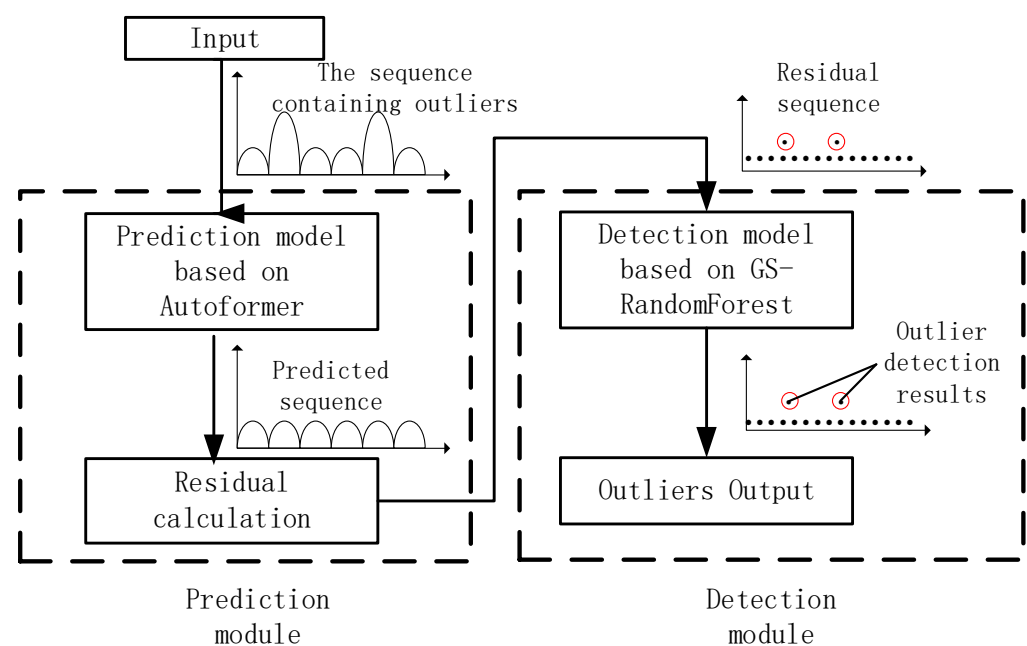 Input
The sequence
containing outliers
Prediction model
based on
Autoformer
Predicted
sequence
Residual
calculation
Prediction
module
Residual
sequence
Detection model
based on GS-
RandomForest
Outlier
detection
results
Outliers Output
Detection
module